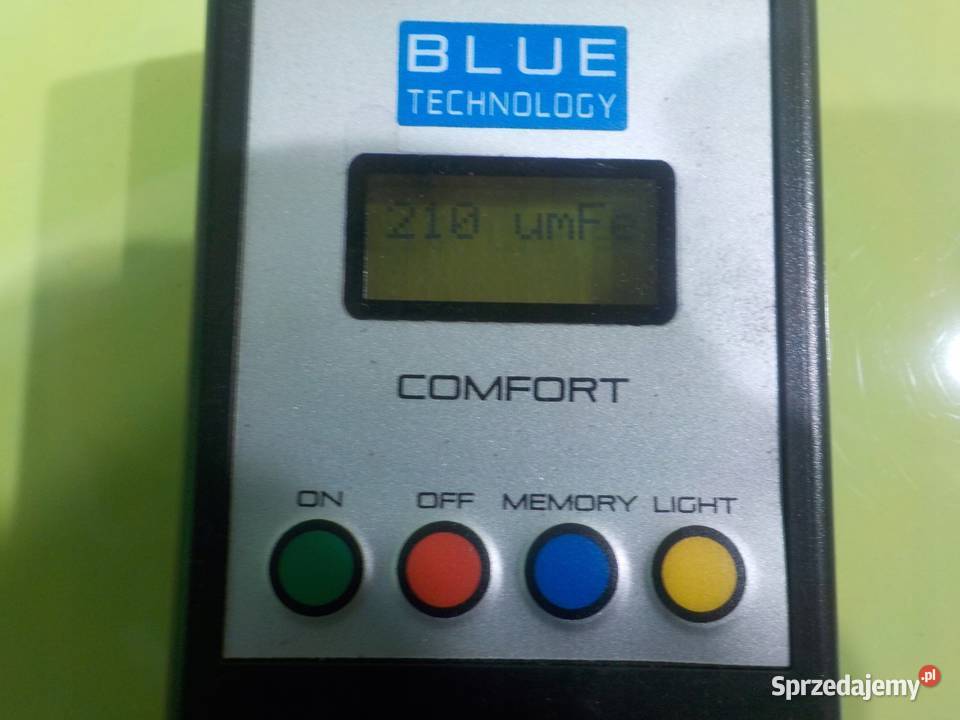 BLUE
TECHNOLOGY
210 umFe
COMFORT
ON OFF MEMORY LIGHT
Sprzedajemy.pl